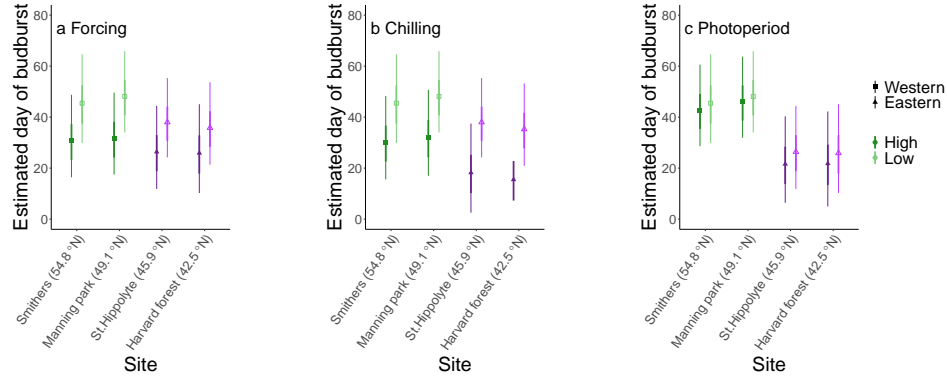 a Forcing
Estimated day of budburst
80
60
40
20
0
Smithers (54.8 °N)
Manning park (49.1 °N)
St.Hippolyte (45.9 °N)
Harvard forest (42.5 °N)
Site
b Chilling
Estimated day of budburst
80
60
40
20
0
Smithers (54.8 °N)
Manning park (49.1 °N)
St.Hippolyte (45.9 °N)
Harvard forest (42.5 °N)
Site
c Photoperiod
Estimated day of budburst
80
60
40
20
0
Smithers (54.8 °N)
Manning park (49.1 °N)
St.Hippolyte (45.9 °N)
Harvard forest (42.5 °N)
Site
Western
Eastern
High
Low